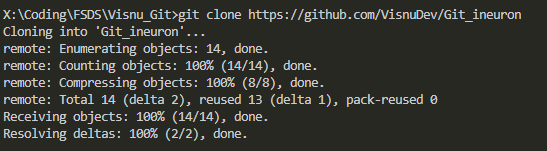 X:\Coding\FSDS\Visnu_Git>git clone https://github.com/VisnuDev/Git_ineuron
Cloning into 'Git_ineuron'...
remote: Enumerating objects: 14, done.
remote: Counting objects: 100% (14/14), done.
remote: Compressing objects: 100% (8/8), done.
remote: Total 14 (delta 2), reused 13 (delta 1), pack-reused 0
Receiving objects: 100% (14/14), done.
Resolving deltas: 100% (2/2), done.